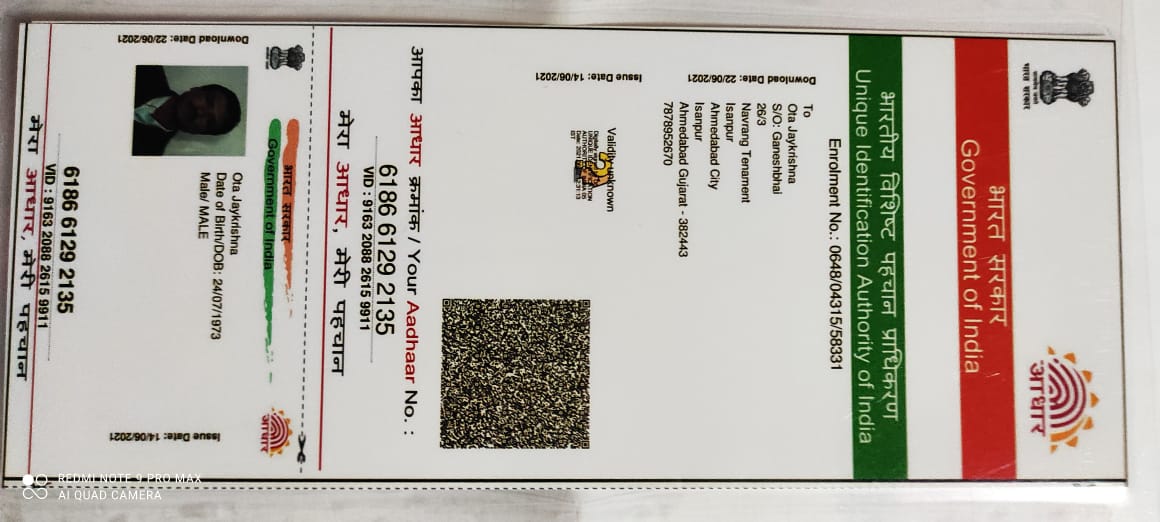 भारत सरकार
आधार
भारत सरकार
Government of India
भारतीय विशिष्ट पहचान प्राधिकरण
Unique Identification Authority of India
Enrolment No.: 0648/04315/58331
Download Date: 22/06/2021
To
Ota Jaykrishna
S/O: Ganeshbhai
26/3
Navrang Tenament
Isanpur
Ahmedabad City
Isanpur
Ahmedabad Gujarat - 382443
7878952670
Issue Date: 14/06/2021
Validity unknown
Digitally signed
UNIQUE IDENTIFICATION
AUTHORITY OF INDIA 05
IST
आपका आधार क्रमांक / Your Aadhaar No. :
6186 6129 2135
VID : 9163 2088 2615 9911
मेरा आधार, मेरी पहचान
भारत सरकार
Government of India
आधार
Download Date: 22/06/2021
Ota Jaykrishna
Date of Birth/DOB: 24/07/1973
Male/ MALE
Issue Date: 14/06/2021
6186 6129 2135
VID : 9163 2088 2615 9911
मेरा आधार, मेरी पहचान
REDMI NOTE 9 PRO MAX
AI QUAD CAMERA